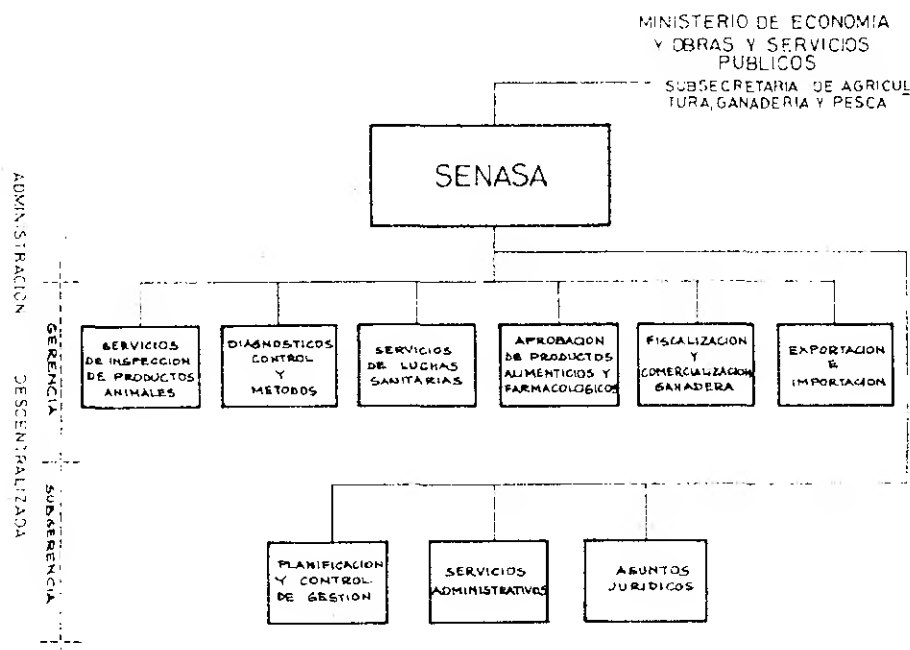 MINISTERIO DE ECONOMIA
Y OBRAS Y SERVICIOS
PUBLICOS
SUBSECRETARIA DE AGRICUL
TURA, GANADERIA Y PESCA
SENASA
ADMINISTRACION DESCENTRALIZADA
GERENCIA
SERVICIOS
DE INSPECCION
DE PRODUCTOS
ANIMALES
DIAGNOSTICOS
CONTROL
Y
METODOS
SERVICIOS
DE LUCHAS
SANITARIAS
APROBACION
DE PRODUCTOS
ALIMENTICIOS Y
FARMACOLOGICOS
FISCALIZACION
Y
COMERCIALIZACION
GANADERA
EXPORTACION
E
IMPORTACION
SUBGERENCIA
PLANIFICACION
Y CONTROL
DE GESTION
SERVICIOS
ADMINISTRATIVOS
ASUNTOS
JURIDICOS